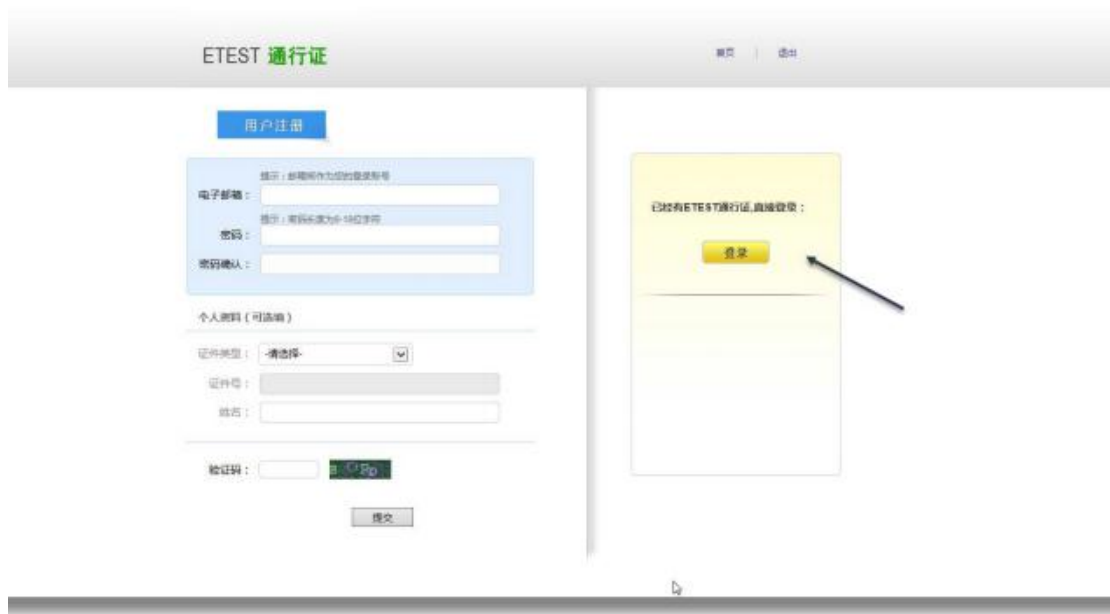 ETEST 通行证
首页 | 退出
用户注册
提示：邮箱将作为您的登录账号
电子邮箱：
提示：密码长度为6-18位字符
密码：
密码确认：
个人资料(可选填)
证件类型： -请选择-
证件号：
姓名：
验证码：
提交
已经有ETEST通行证,直接登录：
登录